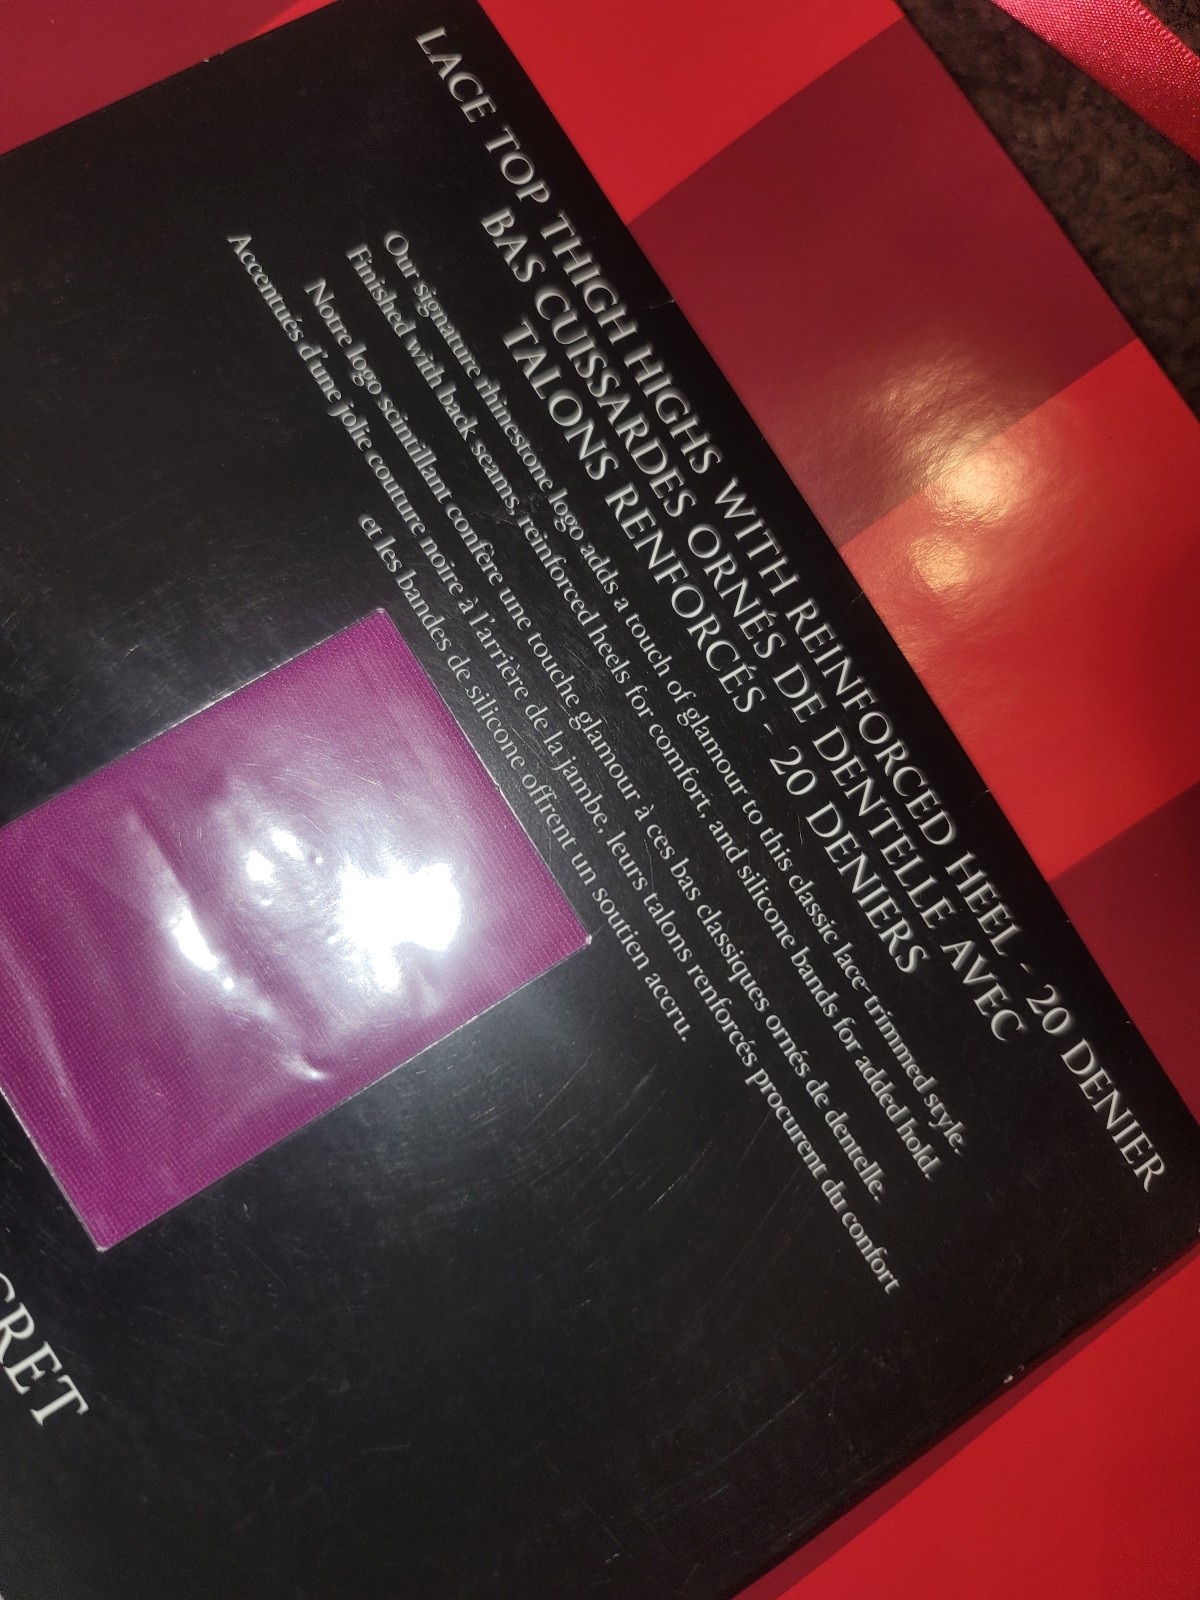 LACE TOP THIGH HIGHS WITH REINFORCED HEEL - 20 DENIER
BAS CUISSARDES ORNÉS DE DENTELLE AVEC
TALONS RENFORCÉS - 20 DENIERS
Our signature rhinestone logo adds a touch of glamour to this classic lace-trimmed style.
Finished with back seams, reinforced heels for comfort, and silicone bands for added hold.
Notre logo scintillant confère une touche glamour à ces bas classiques ornés de dentelle.
Accentués d'une jolie couture noire à l'arrière de la jambe, leurs talons renforcés procurent du confort
et les bandes de silicone offrent un soutien accru.
CRET